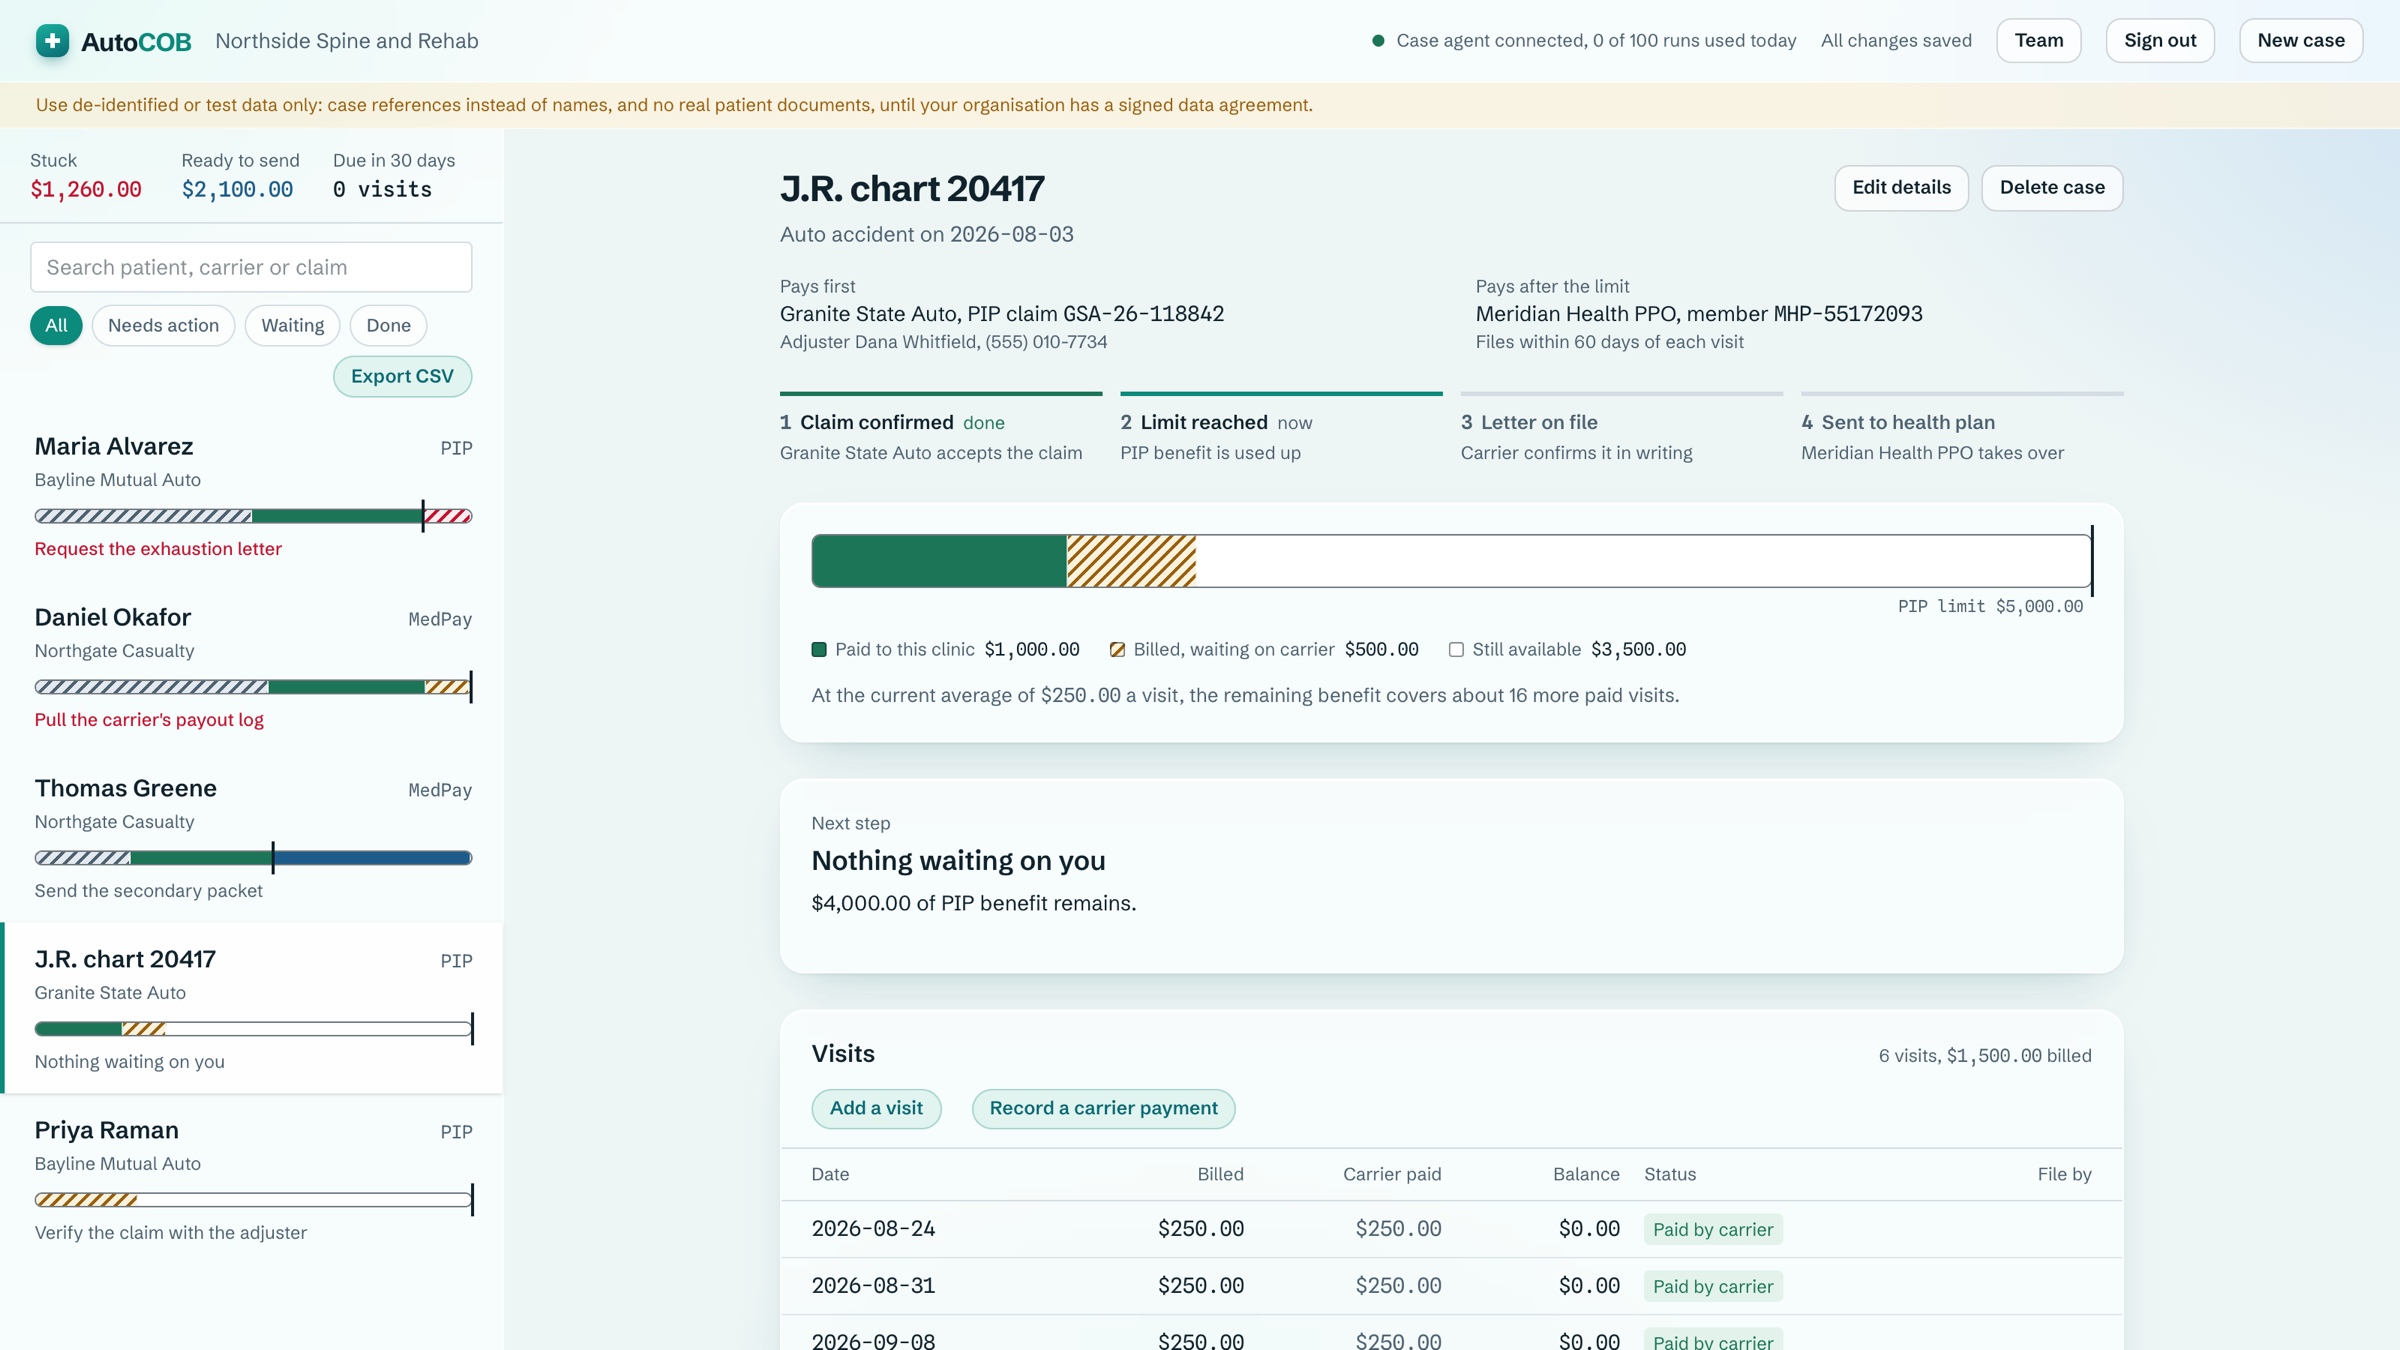 AutoCOB Northside Spine and Rehab
Case agent connected, 0 of 100 runs used today All changes saved Team Sign out New case
Use de-identified or test data only: case references instead of names, and no real patient documents, until your organisation has a signed data agreement.
Stuck Ready to send Due in 30 days
$1,260.00 $2,100.00 0 visits
Search patient, carrier or claim
All Needs action Waiting Done
Export CSV
Maria Alvarez PIP
Bayline Mutual Auto
Request the exhaustion letter
Daniel Okafor MedPay
Northgate Casualty
Pull the carrier's payout log
Thomas Greene MedPay
Northgate Casualty
Send the secondary packet
J.R. chart 20417 PIP
Granite State Auto
Nothing waiting on you
Priya Raman PIP
Bayline Mutual Auto
Verify the claim with the adjuster
J.R. chart 20417 Edit details Delete case
Auto accident on 2026-08-03
Pays first Pays after the limit
Granite State Auto, PIP claim GSA-26-118842 Meridian Health PPO, member MHP-55172093
Adjuster Dana Whitfield, (555) 010-7734 Files within 60 days of each visit
1 Claim confirmed done 2 Limit reached now 3 Letter on file 4 Sent to health plan
Granite State Auto accepts the claim PIP benefit is used up Carrier confirms it in writing Meridian Health PPO takes over
PIP limit $5,000.00
Paid to this clinic $1,000.00 Billed, waiting on carrier $500.00 Still available $3,500.00
At the current average of $250.00 a visit, the remaining benefit covers about 16 more paid visits.
Next step
Nothing waiting on you
$4,000.00 of PIP benefit remains.
Visits 6 visits, $1,500.00 billed
Add a visit Record a carrier payment
Date Billed Carrier paid Balance Status File by
2026-08-24 $250.00 $250.00 $0.00 Paid by carrier
2026-08-31 $250.00 $250.00 $0.00 Paid by carrier
2026-09-08 $250.00 $250.00 $0.00 Paid by carrier